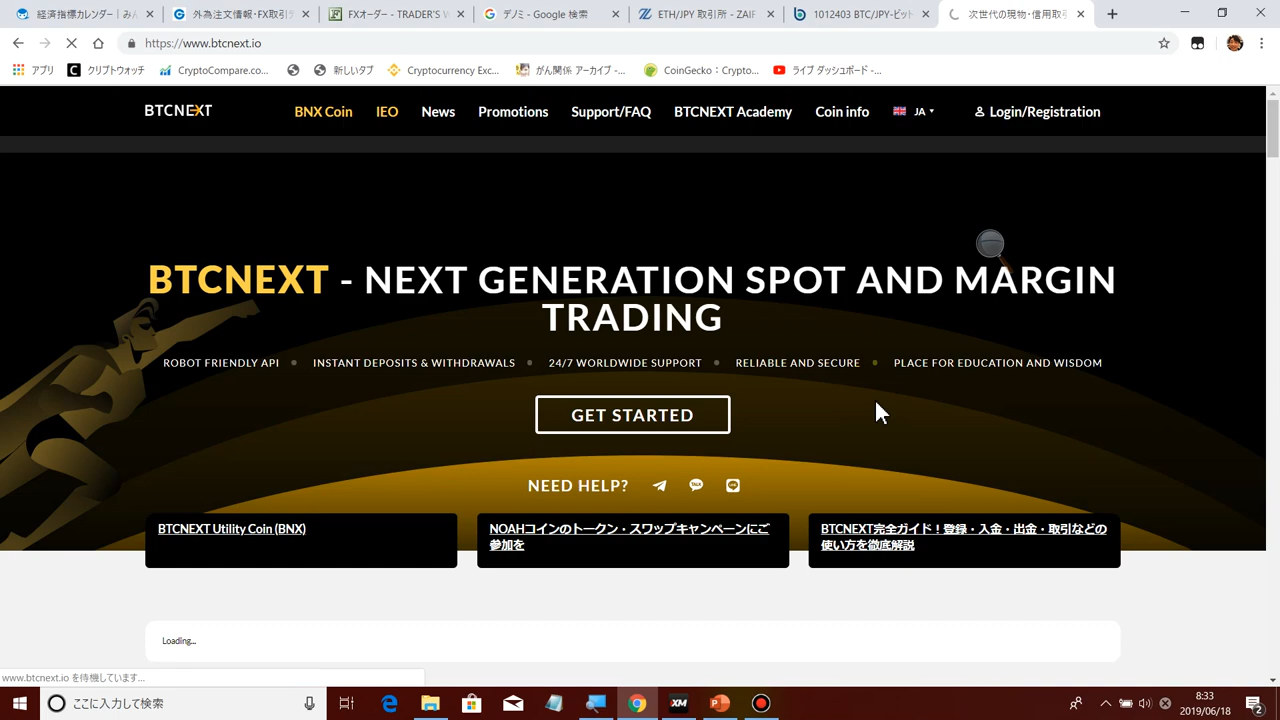 経済指標カレンダー | みん
外為注文情報・FX取引デ
FXオーダー - TRADER'S W
デノミ - Google 検索
ETH/JPY 取引所 - ZAIF
1012403 BTC/JPY-ビット
次世代の現物・信用取引
https://www.btcnext.io
アプリ
クリプトウォッチ
CryptoCompare.co...
新しいタブ
Cryptocurrency Exc...
がん関係 アーカイブ -...
CoinGecko：Crypto...
ライブ ダッシュボード -...
BTCNEXT
BNX Coin
IEO
News
Promotions
Support/FAQ
BTCNEXT Academy
Coin info
JA
Login/Registration
BTCNEXT - NEXT GENERATION SPOT AND MARGIN
TRADING
ROBOT FRIENDLY API
INSTANT DEPOSITS & WITHDRAWALS
24/7 WORLDWIDE SUPPORT
RELIABLE AND SECURE
PLACE FOR EDUCATION AND WISDOM
GET STARTED
NEED HELP?
BTCNEXT Utility Coin (BNX)
NOAHコインのトークン・スワップキャンペーンにご
参加を
BTCNEXT完全ガイド！登録・入金・出金・取引などの
使い方を徹底解説
Loading...
www.btcnext.io を待機しています...
ここに入力して検索
XM
8:33
2019/06/18
2